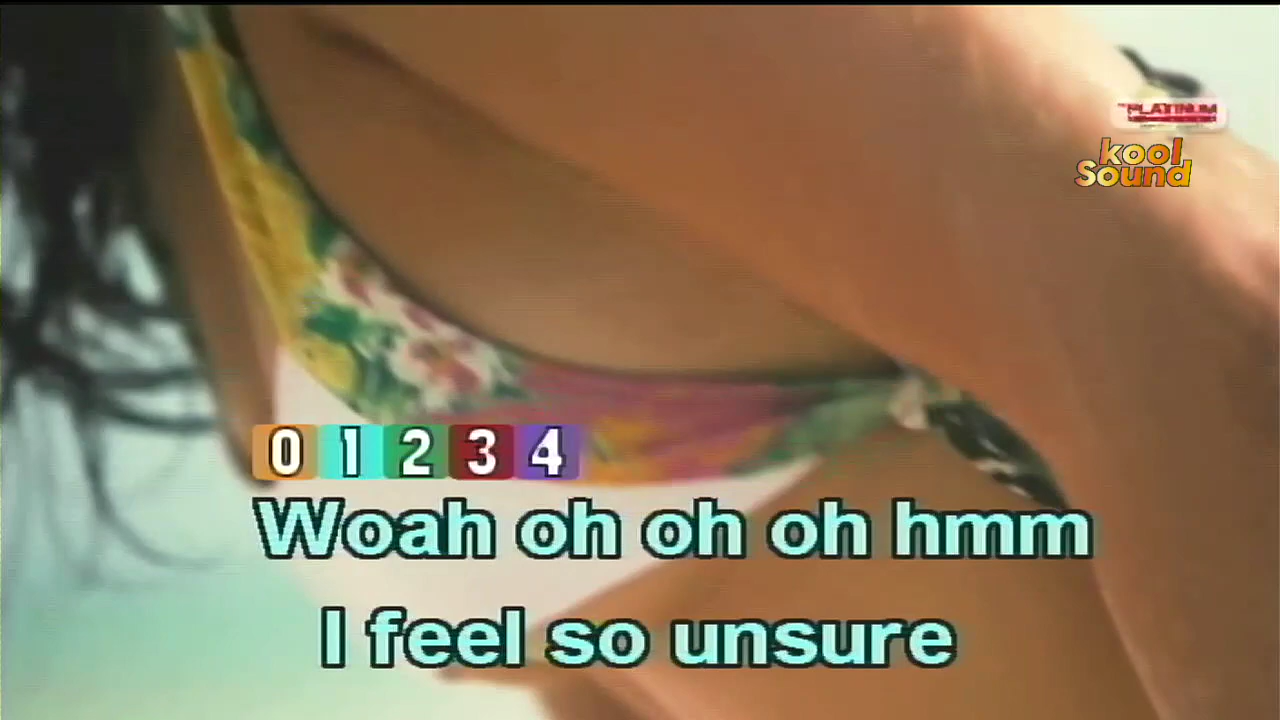 PLATINUM
kool
Sound
0 1 2 3 4
Woah oh oh oh hmm
I feel so unsure